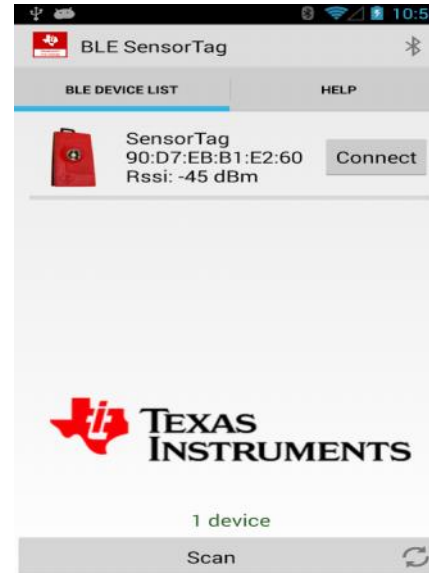 10:5
BLE SensorTag
BLE DEVICE LIST
HELP
SensorTag
90:D7:EB:B1:E2:60
Rssi: -45 dBm
Connect
TEXAS
INSTRUMENTS
1 device
Scan